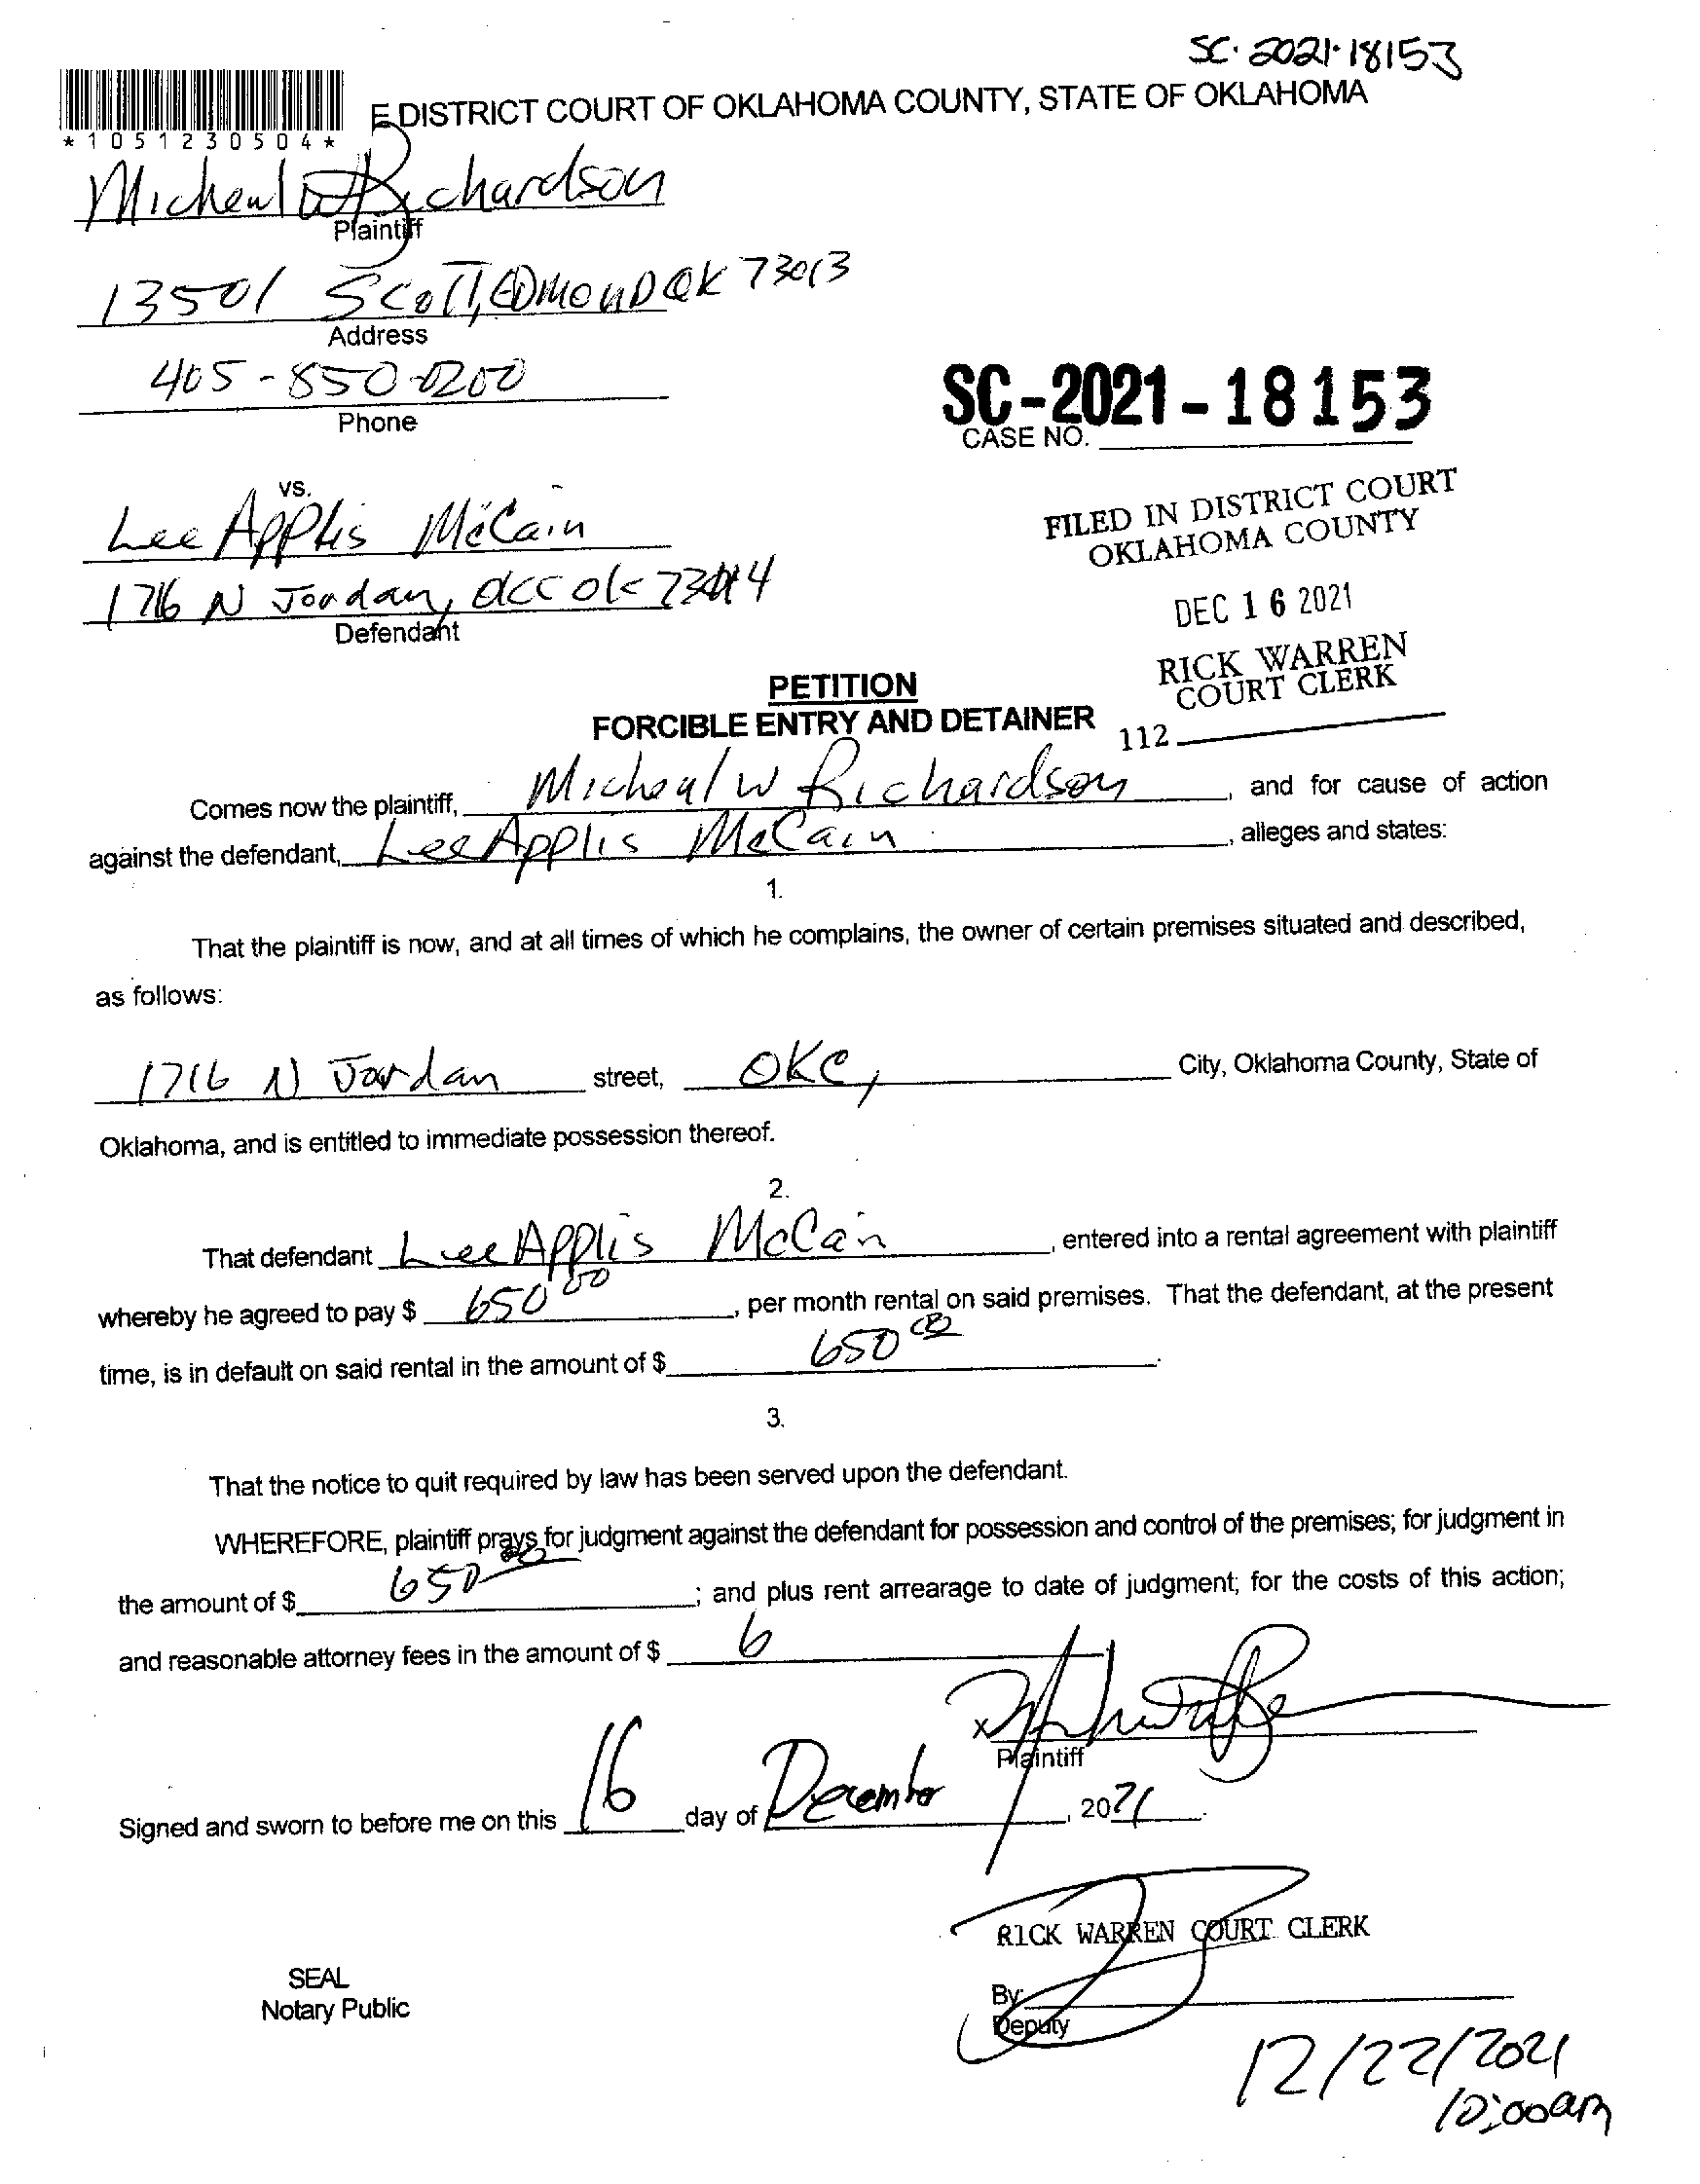 SC-2021-18153
E DISTRICT COURT OF OKLAHOMA COUNTY, STATE OF OKLAHOMA
*1051230504*
Micheal W Richardson
Plaintiff
13501 Scott, Edmond OK 73013
Address
405-850-0200
Phone
SC-2021-18153
CASE NO.
vs.
Lee Applis McCain
1716 N Jordan, OCC OK
Defendant
FILED IN DISTRICT COURT
OKLAHOMA COUNTY
DEC 16 2021
RICK WARREN
COURT CLERK
112
PETITION
FORCIBLE ENTRY AND DETAINER
Comes now the plaintiff, Micheal W Richardson, and for cause of action
against the defendant, Lee Applis McCain, alleges and states:
1.
That the plaintiff is now, and at all times of which he complains, the owner of certain premises situated and described,
as follows:
1716 N Jordan street, OKC, City, Oklahoma County, State of
Oklahoma, and is entitled to immediate possession thereof.
2.
That defendant Lee Applis McCain, entered into a rental agreement with plaintiff
whereby he agreed to pay $ 650 00, per month rental on said premises. That the defendant, at the present
time, is in default on said rental in the amount of $ 650 00.
3.
That the notice to quit required by law has been served upon the defendant.
WHEREFORE, plaintiff prays for judgment against the defendant for possession and control of the premises; for judgment in
the amount of $ 650 00; and plus rent arrearage to date of judgment; for the costs of this action;
and reasonable attorney fees in the amount of $ 6
x
Plaintiff
Signed and sworn to before me on this 16 day of December, 2021.
RICK WARREN COURT CLERK
SEAL
Notary Public
By:
Deputy
12/22/2021
10:00am